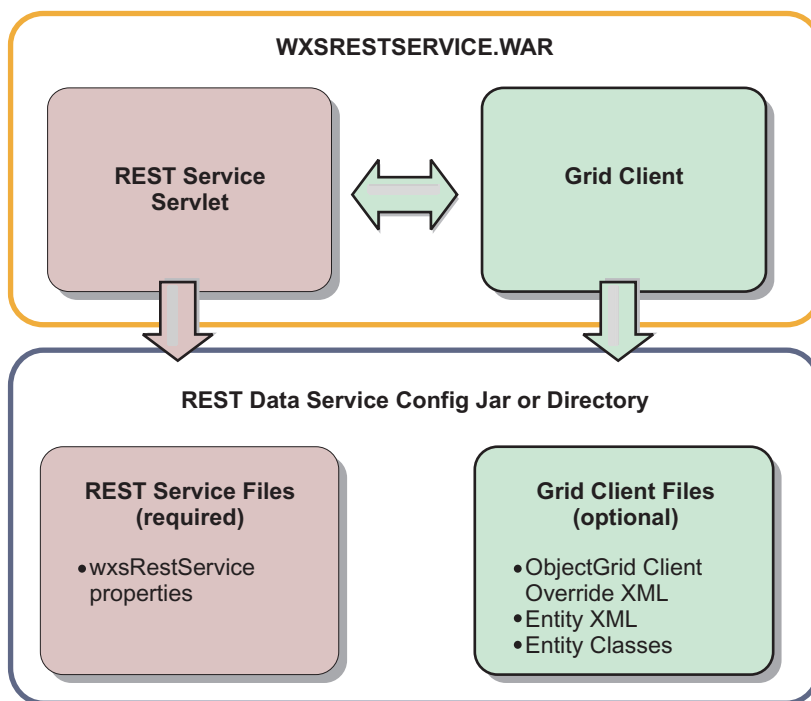 WXSRESTSERVICE.WAR
REST Service
Servlet
Grid Client
REST Data Service Config Jar or Directory
REST Service Files
(required)
•wxsRestService
properties
Grid Client Files
(optional)
•ObjectGrid Client
Override XML
•Entity XML
•Entity Classes